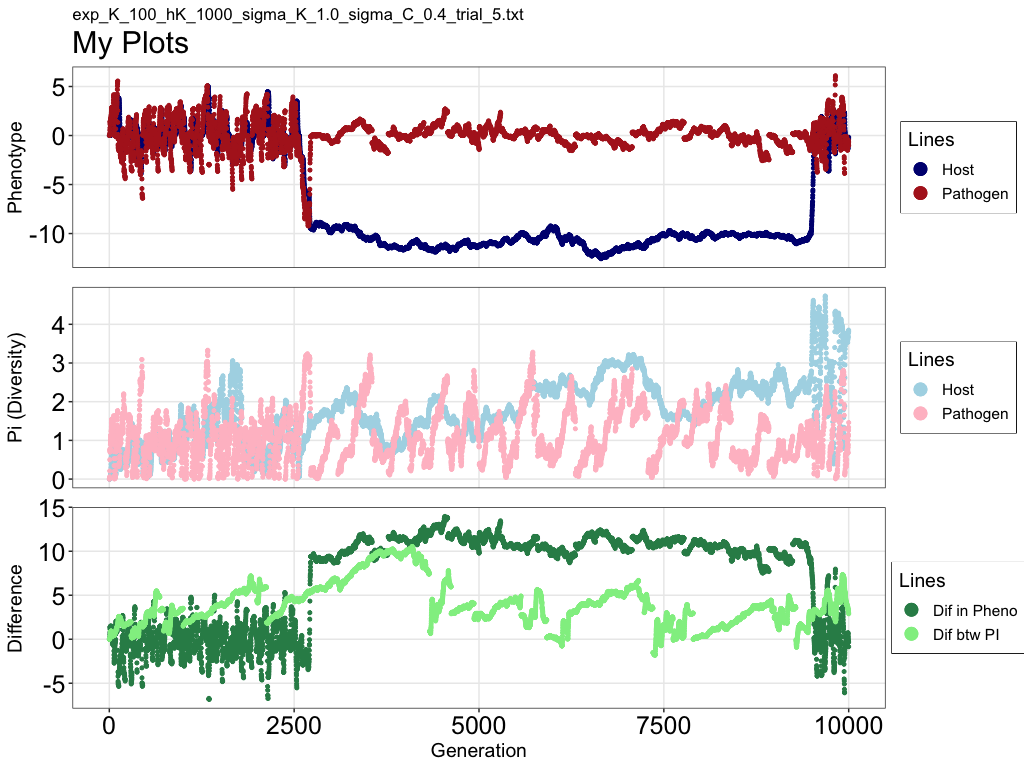 exp_K_100_hK_1000_sigma_K_1.0_sigma_C_0.4_trial_5.txt
My Plots
Phenotype
5
0
-5
-10
Lines
Host
Pathogen
Pi (Diversity)
4
3
2
1
0
Lines
Host
Pathogen
Difference
15
10
5
0
-5
Lines
Dif in Pheno
Dif btw PI
0 2500 5000 7500 10000
Generation